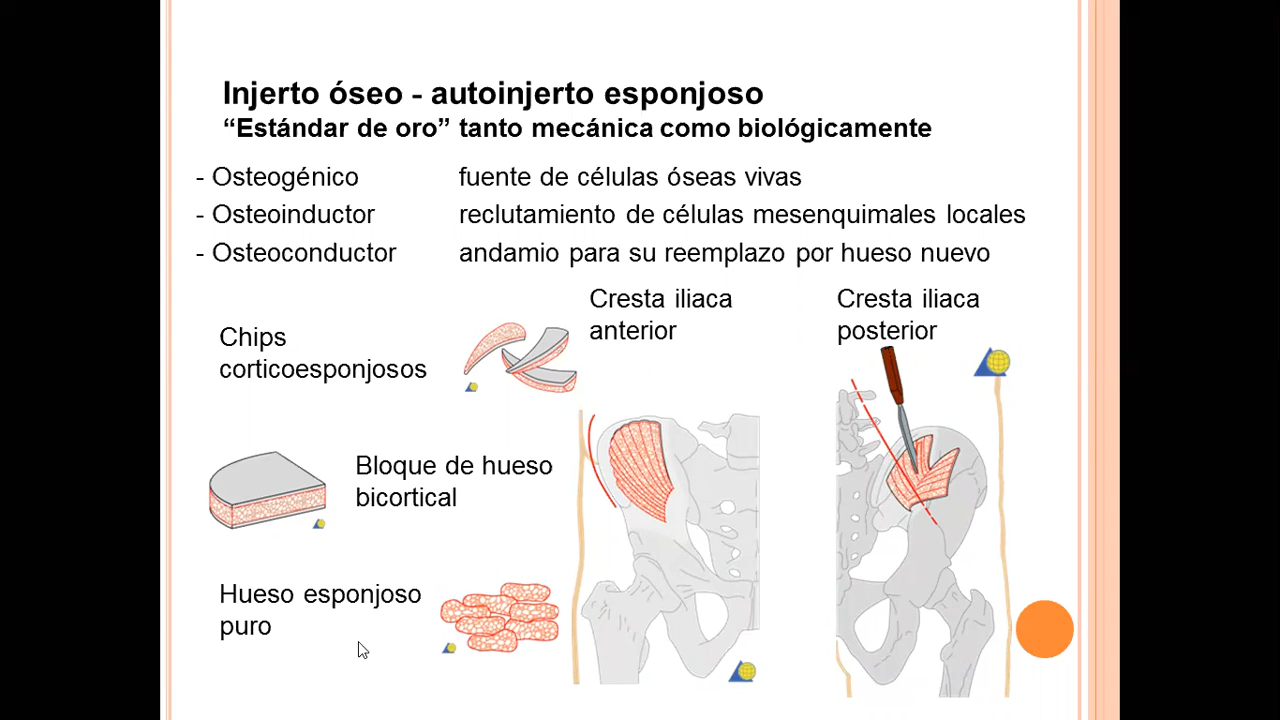 Injerto óseo - autoinjerto esponjoso
“Estándar de oro” tanto mecánica como biológicamente
- Osteogénico fuente de células óseas vivas
- Osteoinductor reclutamiento de células mesenquimales locales
- Osteoconductor andamio para su reemplazo por hueso nuevo
Cresta iliaca
anterior
Cresta iliaca
posterior
Chips
corticoesponjosos
Bloque de hueso
bicortical
Hueso esponjoso
puro